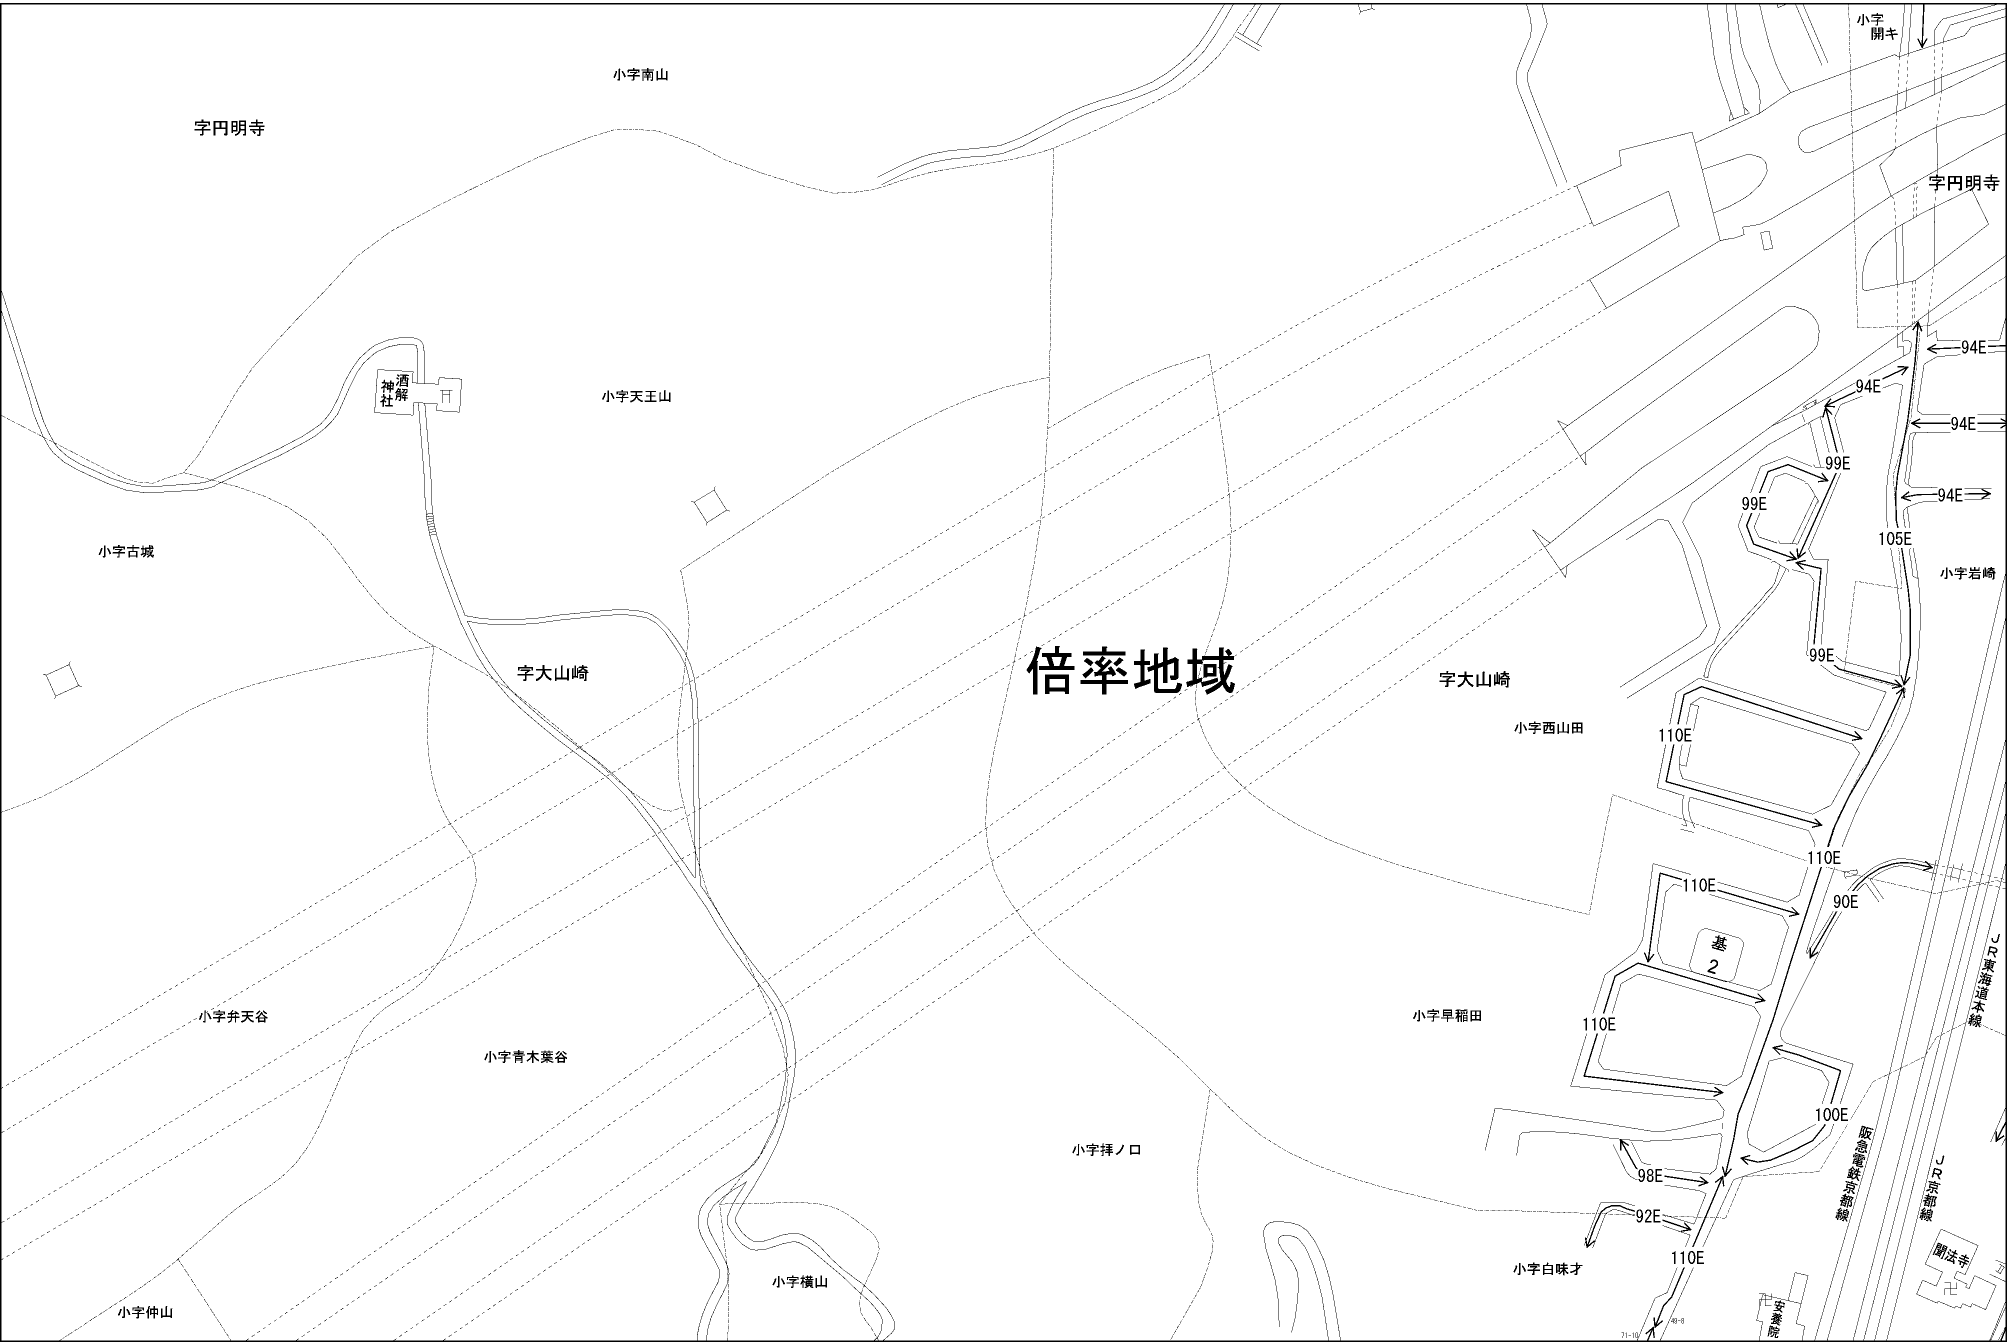 小字
開キ
小字南山
字円明寺
字円明寺
94E
94E
酒解
神社
小字天王山
94E
99E
94E
99E
105E
小字古城
小字岩崎
99E
字大山崎
倍率地域
字大山崎
小字西山田
110E
110E
110E
90E
基
2
JR東海道本線
小字弁天谷
小字早稲田
110E
小字青木葉谷
100E
小字拝ノ口
阪急電鉄京都線
JR京都線
98E
92E
聞法寺
110E
小字白味才
小字横山
小字仲山
安養院
49-8
71-10